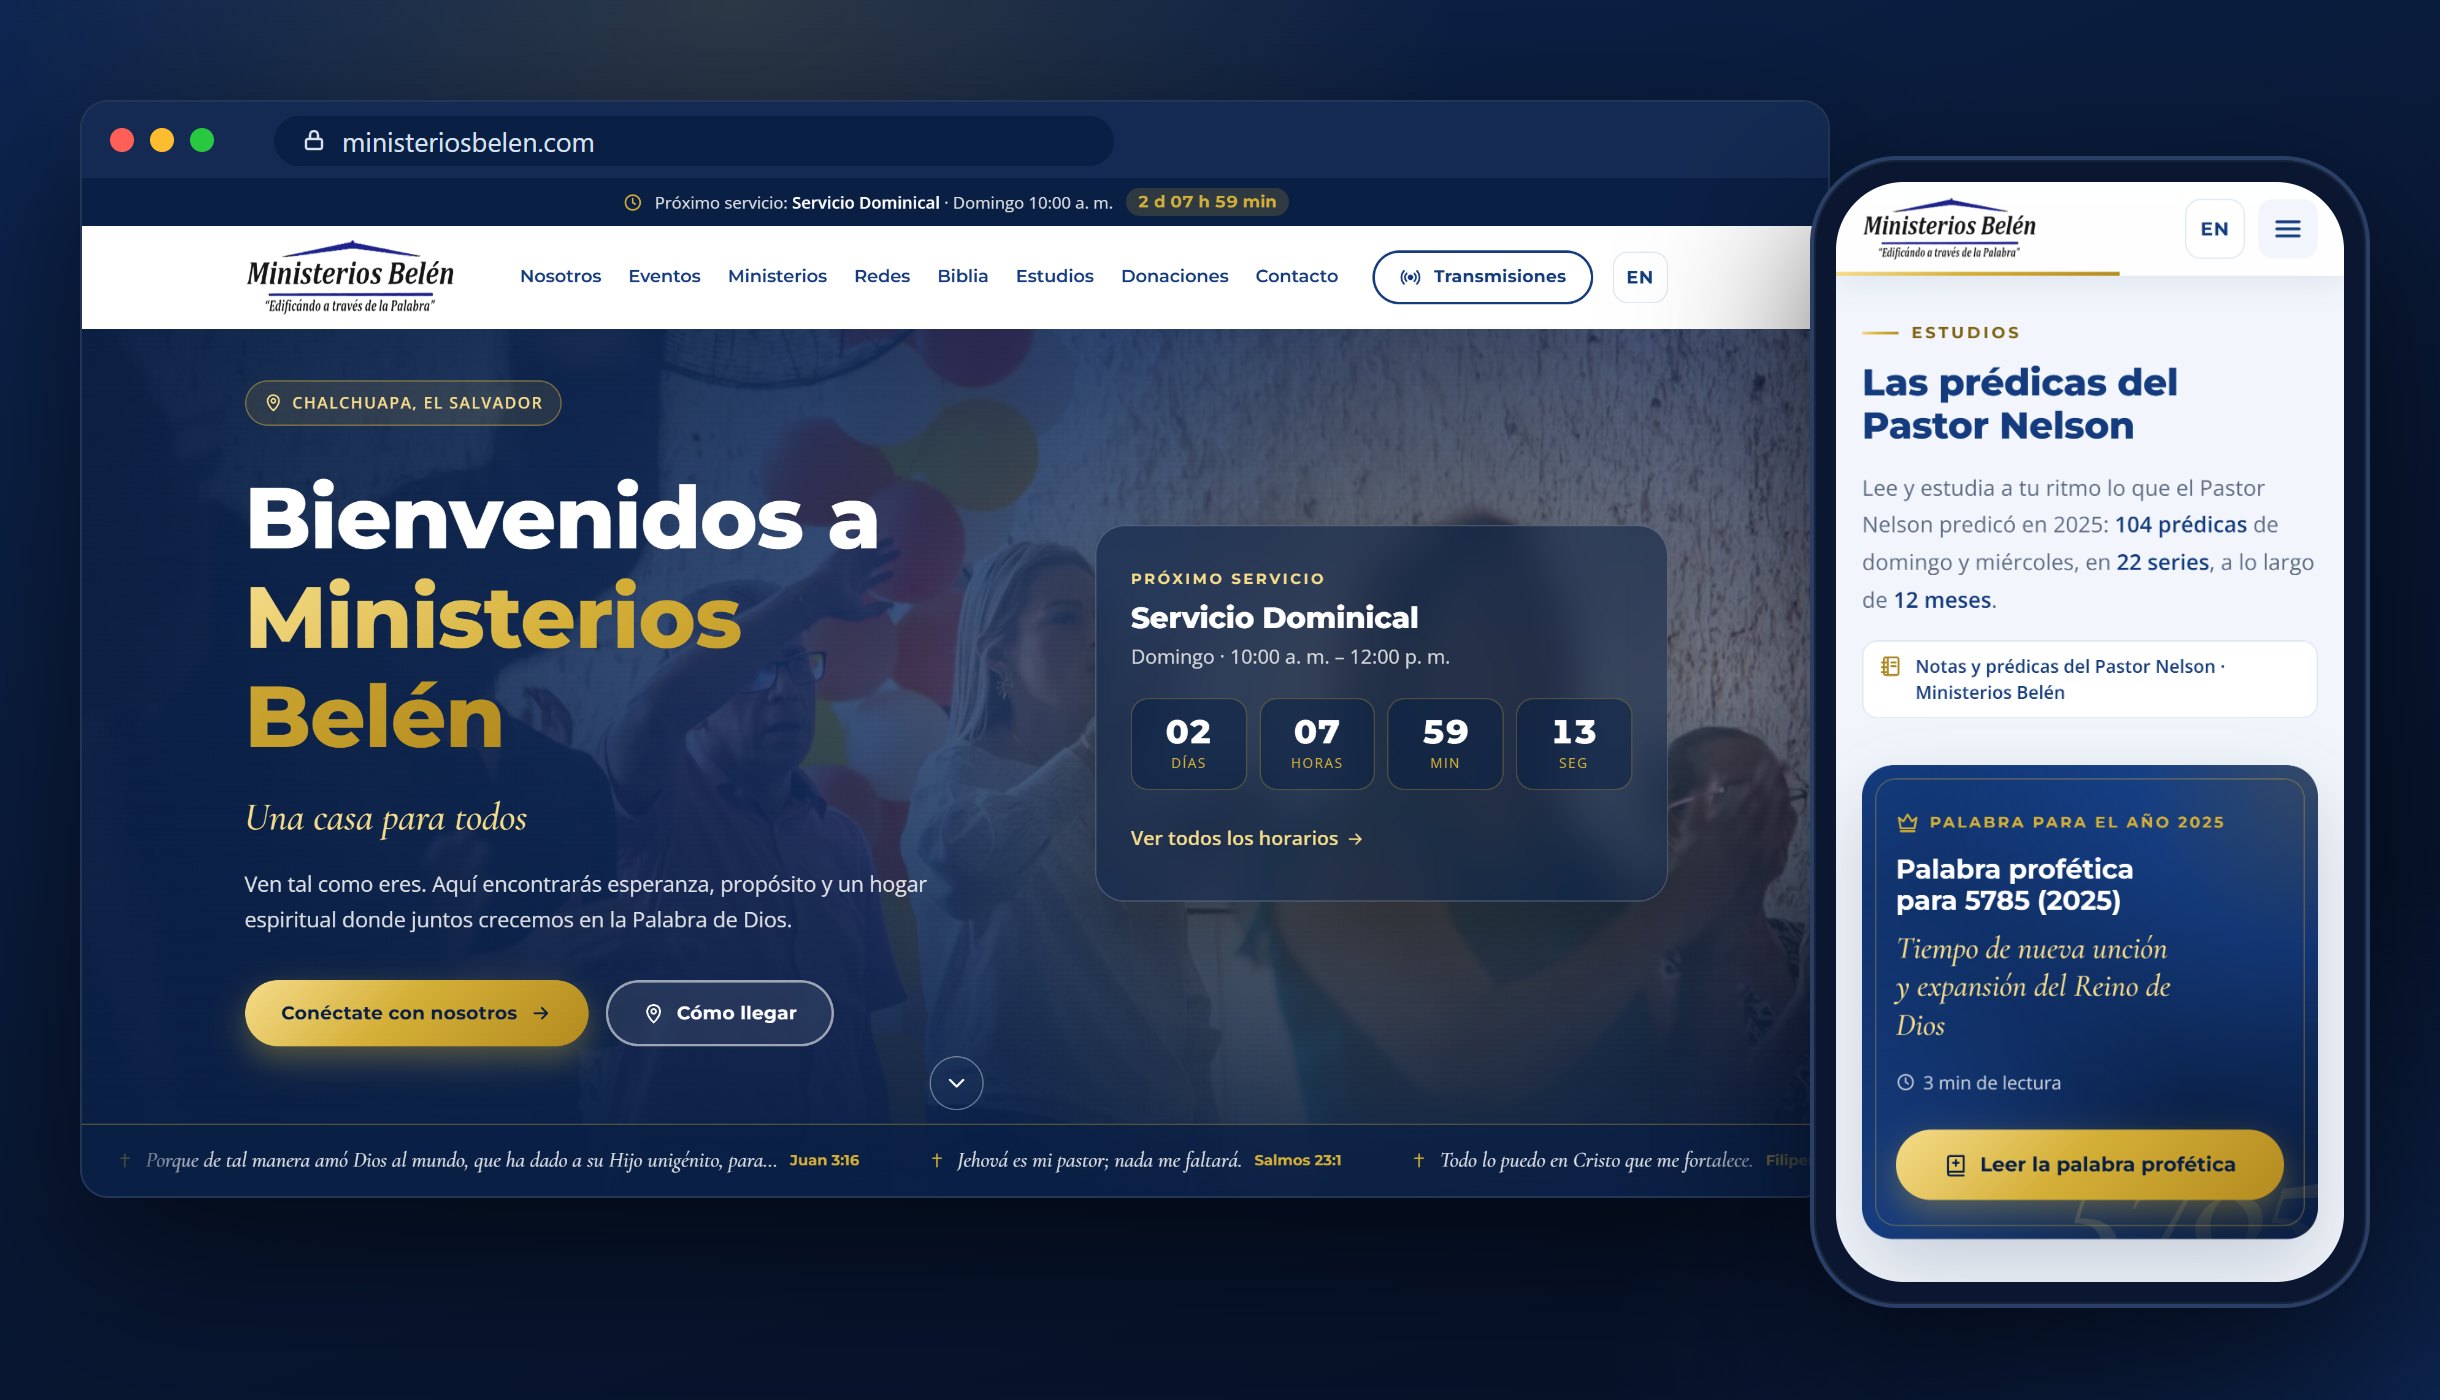 ministeriosbelen.com
Próximo servicio: Servicio Dominical · Domingo 10:00 a. m. 2 d 07 h 59 min
Ministerios Belén
"Edificándo a través de la Palabra"
Nosotros Eventos Ministerios Redes Biblia Estudios Donaciones Contacto Transmisiones EN
CHALCHUAPA, EL SALVADOR
Bienvenidos a
Ministerios
Belén
Una casa para todos
Ven tal como eres. Aquí encontrarás esperanza, propósito y un hogar
espiritual donde juntos crecemos en la Palabra de Dios.
Conéctate con nosotros → Cómo llegar
PRÓXIMO SERVICIO
Servicio Dominical
Domingo · 10:00 a. m. – 12:00 p. m.
02 07 59 13
DÍAS HORAS MIN SEG
Ver todos los horarios →
Porque de tal manera amó Dios al mundo, que ha dado a su Hijo unigénito, para... Juan 3:16 Jehová es mi pastor; nada me faltará. Salmos 23:1 Todo lo puedo en Cristo que me fortalece.
Ministerios Belén
"Edificándo a través de la Palabra"
EN
ESTUDIOS
Las prédicas del
Pastor Nelson
Lee y estudia a tu ritmo lo que el Pastor
Nelson predicó en 2025: 104 prédicas de
domingo y miércoles, en 22 series, a lo largo
de 12 meses.
Notas y prédicas del Pastor Nelson ·
Ministerios Belén
PALABRA PARA EL AÑO 2025
Palabra profética
para 5785 (2025)
Tiempo de nueva unción
y expansión del Reino de
Dios
3 min de lectura
Leer la palabra profética